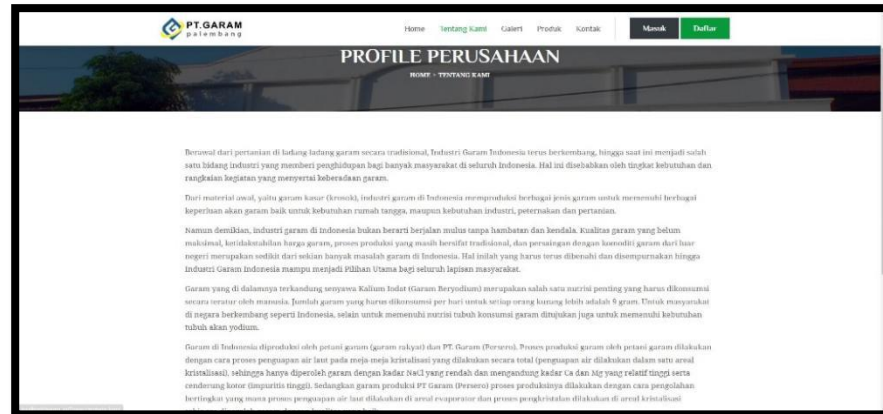 PT.GARAM
palembang
Home Tentang Kami Galeri Produk Kontak Masuk Daftar
PROFILE PERUSAHAAN
HOME - TENTANG KAMI
Berawal dari pertanian di ladang-ladang garam secara tradisional, Industri Garam Indonesia terus berkembang, hingga saat ini menjadi salah
satu bidang industri yang memberi penghidupan bagi banyak masyarakat di seluruh Indonesia. Hal ini disebabkan oleh tingkat kebutuhan dan
rangkaian kegiatan yang menyertai keberadaan garam.
Dari material awal, yaitu garam kasar (krosok), industri garam di Indonesia memproduksi berbagai jenis garam untuk memenuhi berbagai
keperluan akan garam baik untuk kebutuhan rumah tangga, maupun kebutuhan industri, peternakan dan pertanian.
Namun demikian, industri garam di Indonesia bukan berarti berjalan mulus tanpa hambatan dan kendala. Kualitas garam yang belum
maksimal, ketidakstabilan harga garam, proses produksi yang masih bersifat tradisional, dan persaingan dengan komoditi garam dari luar
negeri merupakan sedikit dari sekian banyak masalah garam di Indonesia. Hal inilah yang harus terus dibenahi dan disempurnakan hingga
Industri Garam Indonesia mampu menjadi Pilihan Utama bagi seluruh lapisan masyarakat.
Garam yang di dalamnya terkandung senyawa Kalium Iodat (Garam Beryodium) merupakan salah satu nutrisi penting yang harus dikonsumsi
secara teratur oleh manusia. Jumlah garam yang harus dikonsumsi per hari untuk setiap orang kurang lebih adalah 9 gram. Untuk masyarakat
di negara berkembang seperti Indonesia, selain untuk memenuhi nutrisi tubuh konsumsi garam ditujukan juga untuk memenuhi kebutuhan
tubuh akan yodium.
Garam di Indonesia diproduksi oleh petani garam (garam rakyat) dan PT. Garam (Persero). Proses produksi garam oleh petani garam dilakukan
dengan cara proses penguapan air laut pada meja-meja kristalisasi yang dilakukan secara total (penguapan air dilakukan dalam satu areal
kristalisasi), sehingga hanya diperoleh garam dengan kadar NaCl yang rendah dan mengandung kadar Ca dan Mg yang relatif tinggi serta
cenderung kotor (impuritis tinggi). Sedangkan garam produksi PT Garam (Persero) proses produksinya dilakukan dengan cara pengolahan
bertingkat yang mana proses penguapan air laut dilakukan di areal evaporator dan proses pengkristalan dilakukan di areal kristalisasi